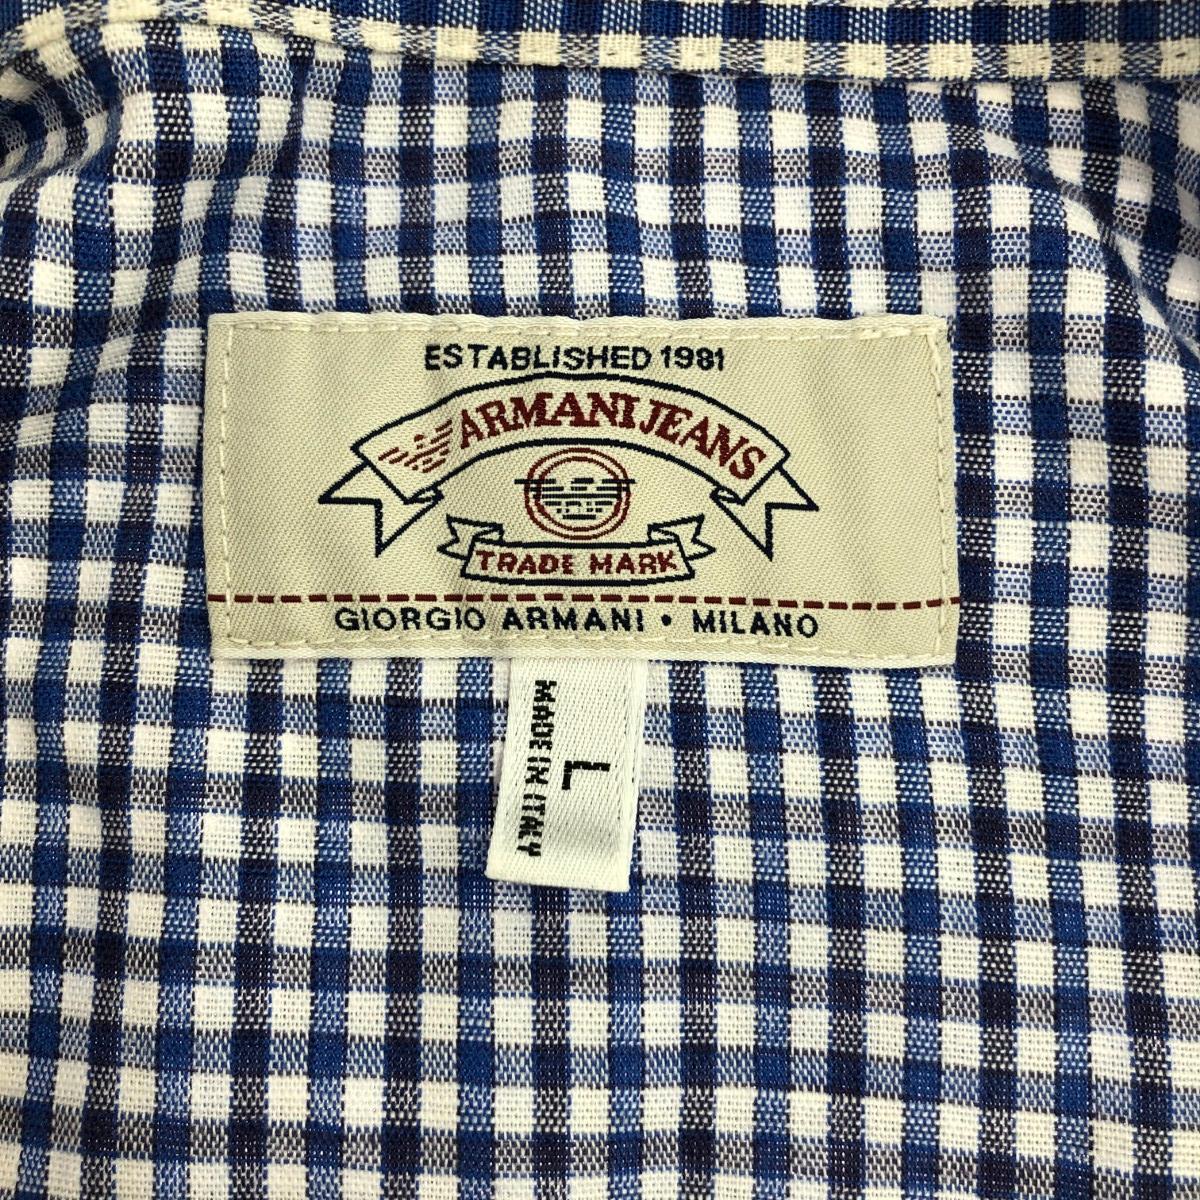 ESTABLISHED 1981
ARMANI JEANS
TRADE MARK
GIORGIO ARMANI • MILANO
L
MADE IN ITALY